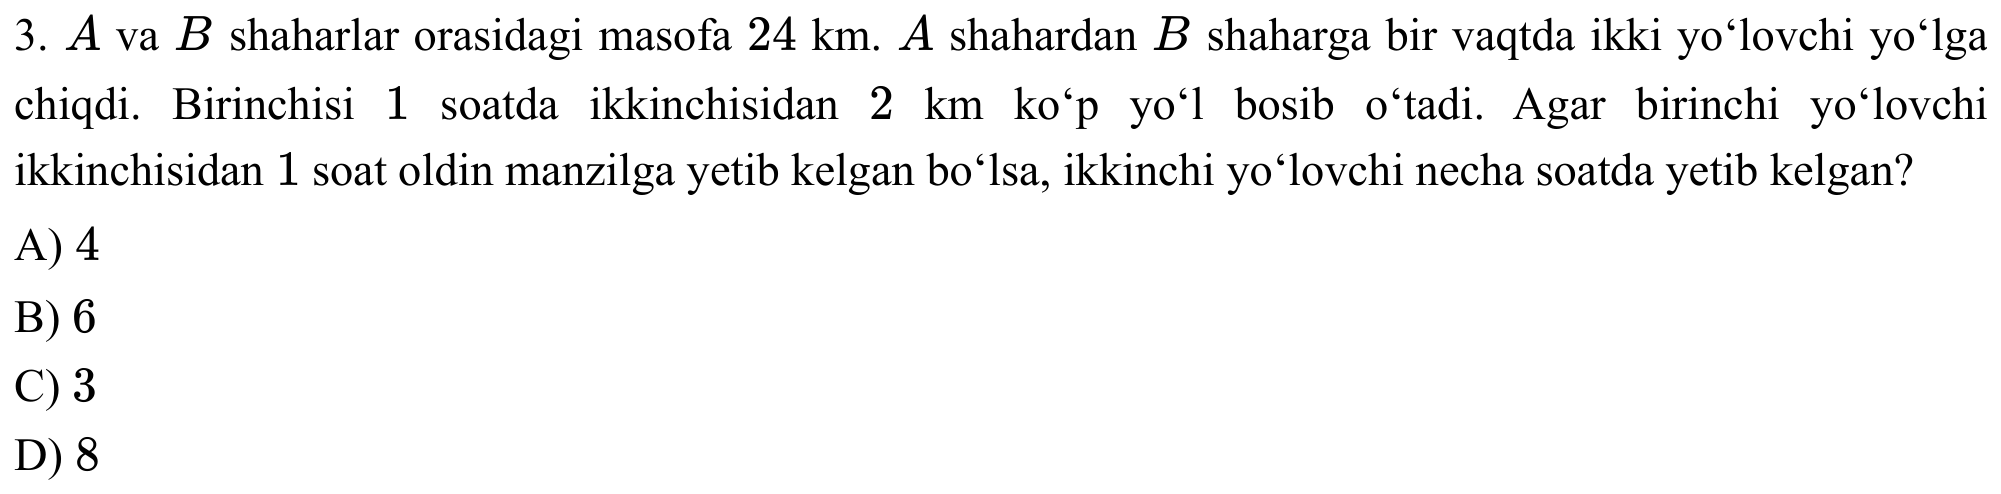 3. A va B shaharlar orasidagi masofa 24 km. A shahardan B shaharga bir vaqtda ikki yo‘lovchi yo‘lga
chiqdi. Birinchisi 1 soatda ikkinchisidan 2 km ko‘p yo‘l bosib o‘tadi. Agar birinchi yo‘lovchi
ikkinchisidan 1 soat oldin manzilga yetib kelgan bo‘lsa, ikkinchi yo‘lovchi necha soatda yetib kelgan?
A) 4
B) 6
C) 3
D) 8